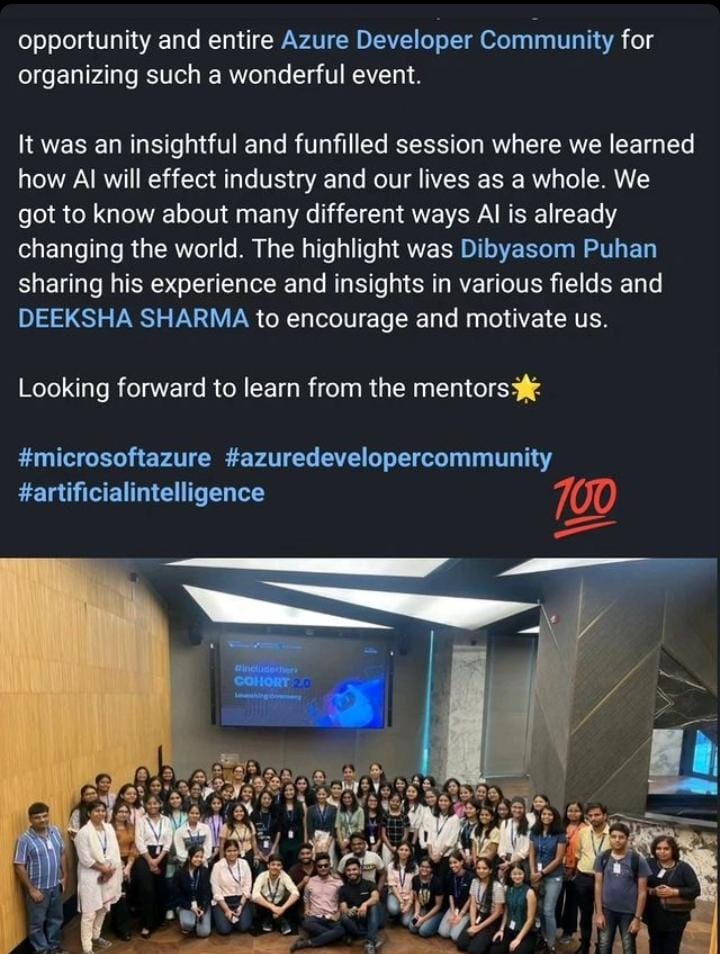 opportunity and entire Azure Developer Community for
organizing such a wonderful event.
It was an insightful and funfilled session where we learned
how AI will effect industry and our lives as a whole. We
got to know about many different ways AI is already
changing the world. The highlight was Dibyasom Puhan
sharing his experience and insights in various fields and
DEEKSHA SHARMA to encourage and motivate us.
Looking forward to learn from the mentors🌟
#microsoftazure #azuredevelopercommunity
#artificialintelligence
💯
#includeher
COHORT 2.0
Launching Ceremony